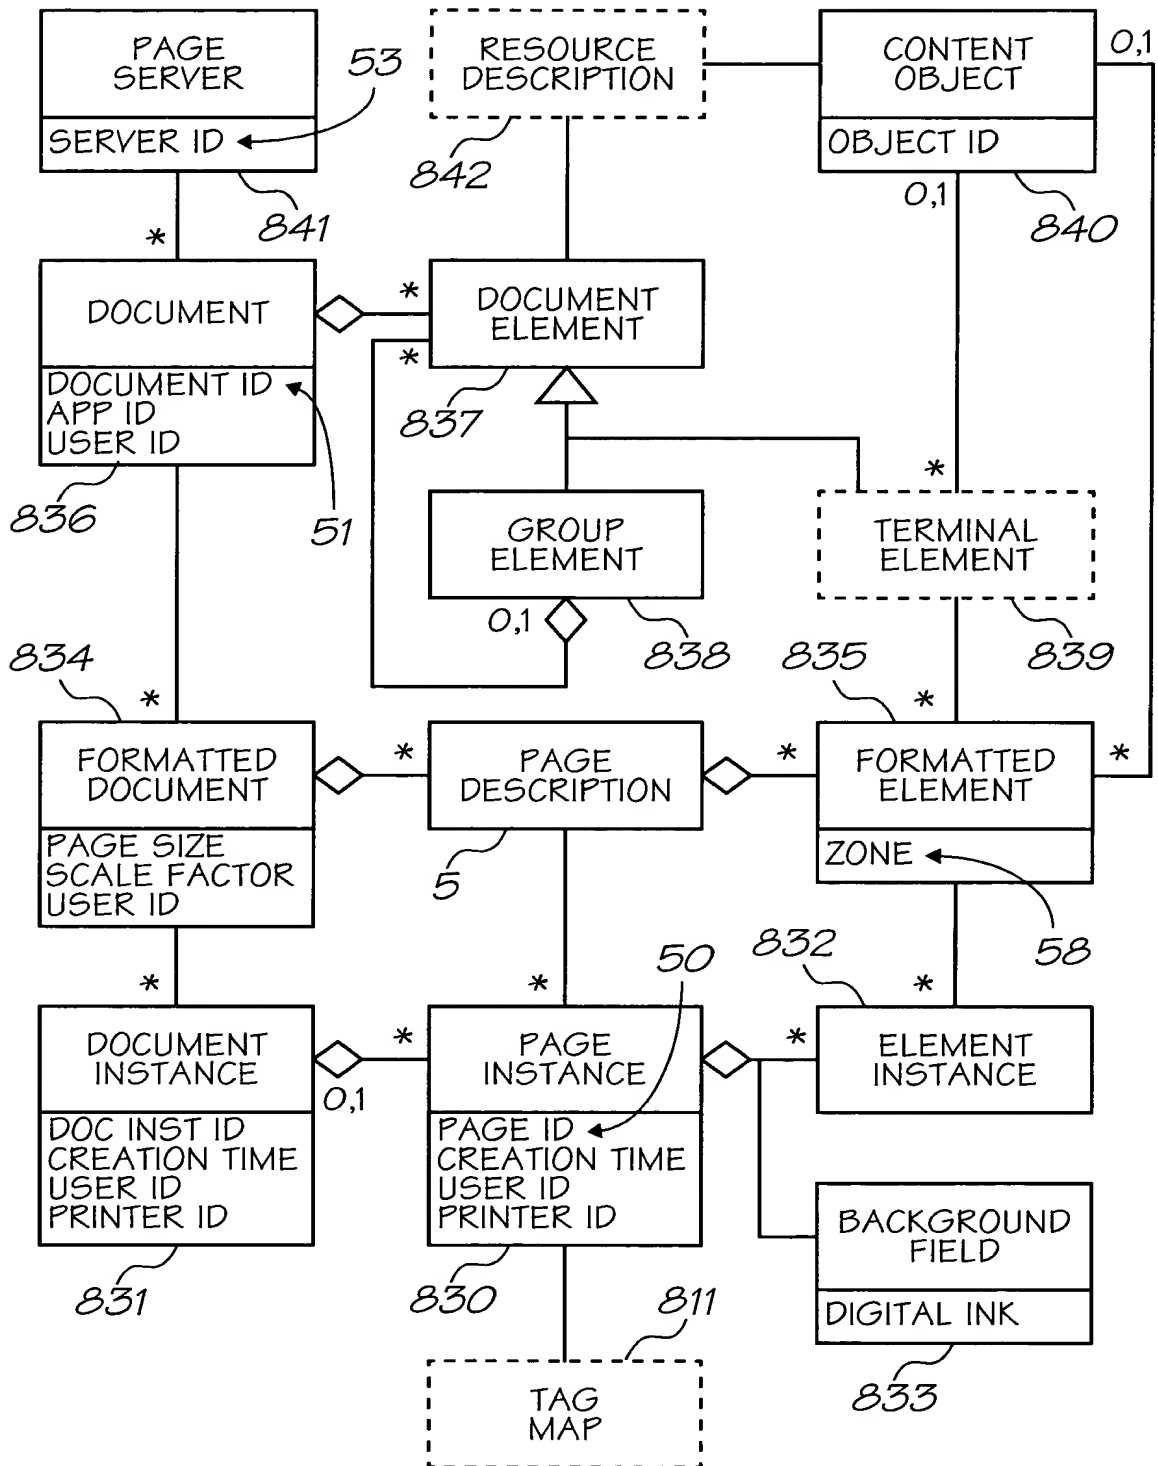 PAGE
SERVER
SERVER ID
53
841
RESOURCE
DESCRIPTION
842
CONTENT
OBJECT
OBJECT ID
0,1
0,1
840
*
DOCUMENT
DOCUMENT ID
APP ID
USER ID
836
51
*
*
DOCUMENT
ELEMENT
837
GROUP
ELEMENT
0,1
838
*
TERMINAL
ELEMENT
839
834
*
FORMATTED
DOCUMENT
PAGE SIZE
SCALE FACTOR
USER ID
*
PAGE
DESCRIPTION
5
835
*
*
*
FORMATTED
ELEMENT
ZONE
58
*
DOCUMENT
INSTANCE
0,1
DOC INST ID
CREATION TIME
USER ID
PRINTER ID
831
*
*
50
PAGE
INSTANCE
PAGE ID
CREATION TIME
USER ID
PRINTER ID
830
832
*
*
ELEMENT
INSTANCE
BACKGROUND
FIELD
DIGITAL INK
833
811
TAG
MAP